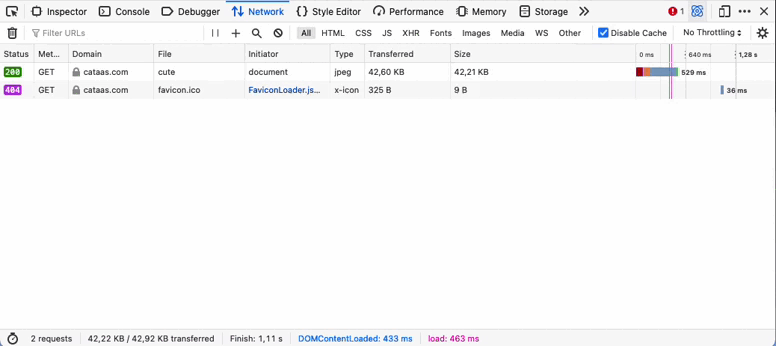 Inspector Console Debugger Network Style Editor Performance Memory Storage 1
Filter URLs All HTML CSS JS XHR Fonts Images Media WS Other Disable Cache No Throttling
Status Met... Domain File Initiator Type Transferred Size 0 ms 640 ms 1,28 s
200 GET cataas.com cute document jpeg 42,60 KB 42,21 KB 529 ms
404 GET cataas.com favicon.ico FaviconLoader.js... x-icon 325 B 9 B 36 ms
2 requests 42,22 KB / 42,92 KB transferred Finish: 1,11 s DOMContentLoaded: 433 ms load: 463 ms